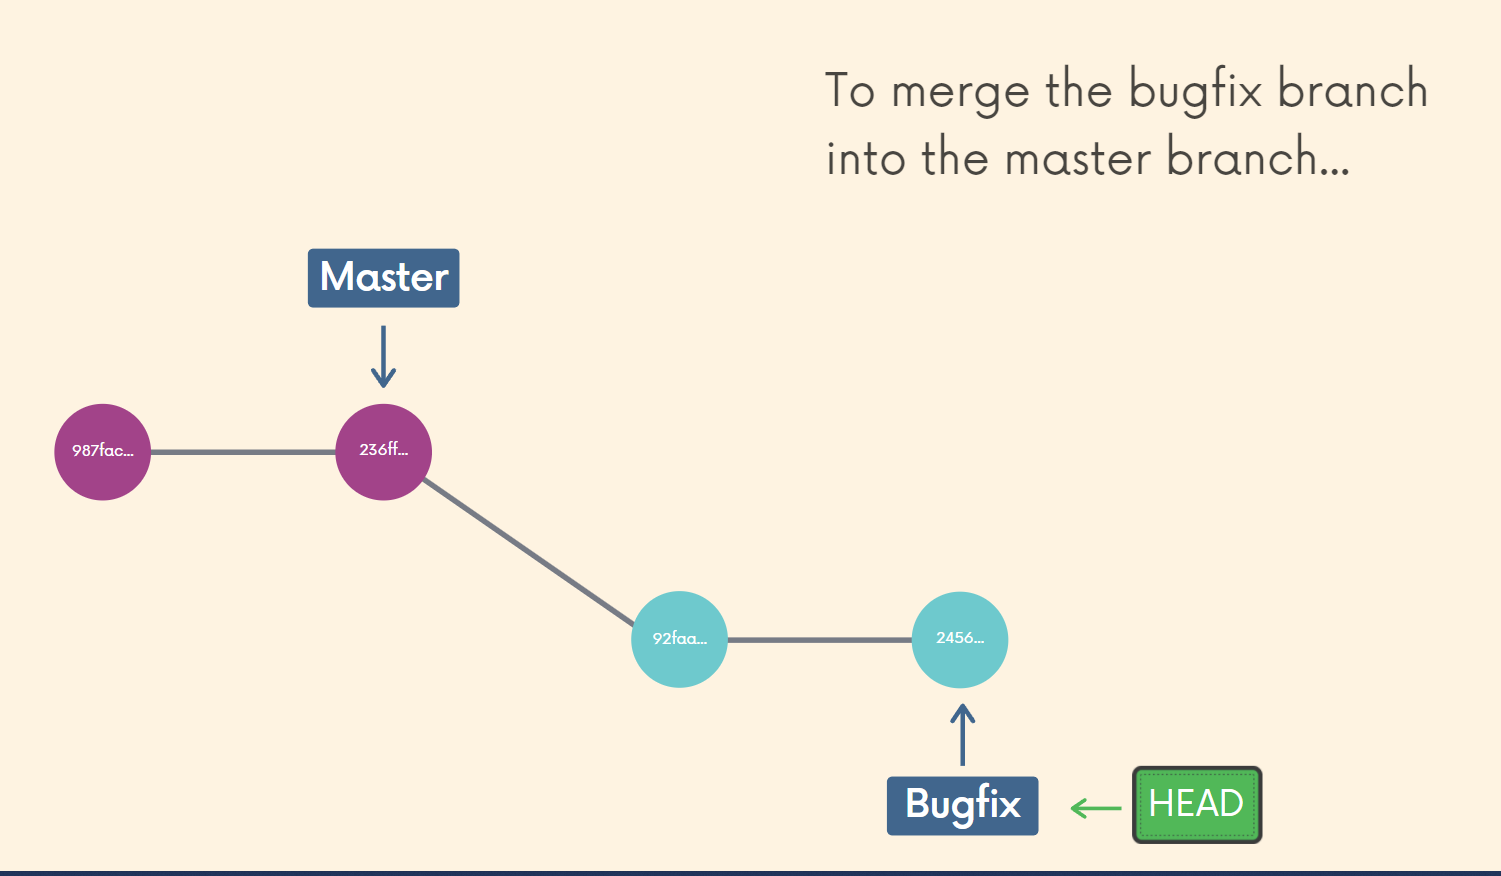 To merge the bugfix branch
into the master branch...
Master
987fac...
236ff...
92faa...
2456...
Bugfix
HEAD